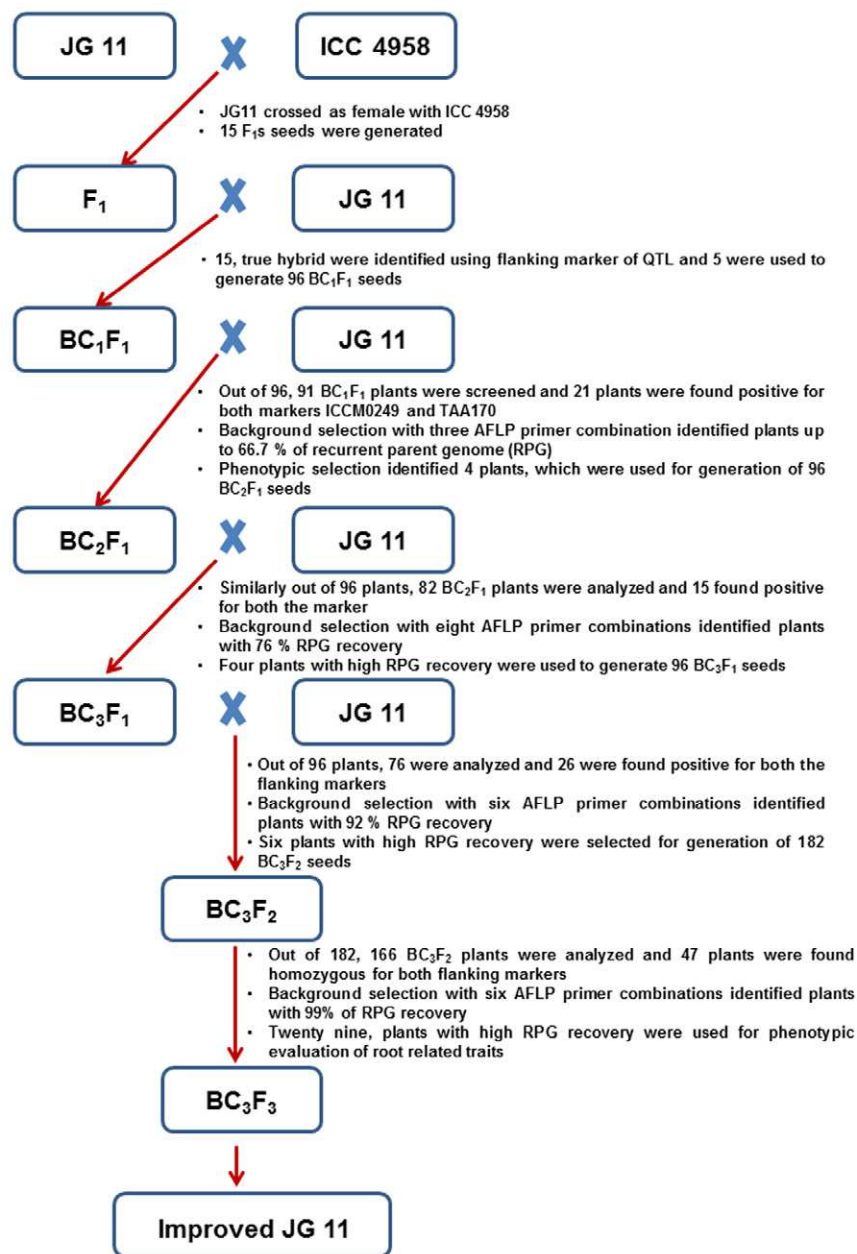 JG 11 X ICC 4958
• JG11 crossed as female with ICC 4958
• 15 F₁s seeds were generated
F₁ X JG 11
• 15, true hybrid were identified using flanking marker of QTL and 5 were used to
generate 96 BC₁F₁ seeds
BC₁F₁ X JG 11
• Out of 96, 91 BC₁F₁ plants were screened and 21 plants were found positive for
both markers ICCM0249 and TAA170
• Background selection with three AFLP primer combination identified plants up
to 66.7 % of recurrent parent genome (RPG)
• Phenotypic selection identified 4 plants, which were used for generation of 96
BC₂F₁ seeds
BC₂F₁ X JG 11
• Similarly out of 96 plants, 82 BC₂F₁ plants were analyzed and 15 found positive
for both the marker
• Background selection with eight AFLP primer combinations identified plants
with 76 % RPG recovery
• Four plants with high RPG recovery were used to generate 96 BC₃F₁ seeds
BC₃F₁ X JG 11
• Out of 96 plants, 76 were analyzed and 26 were found positive for both the
flanking markers
• Background selection with six AFLP primer combinations identified
plants with 92 % RPG recovery
• Six plants with high RPG recovery were selected for generation of 182
BC₃F₂ seeds
BC₃F₂
• Out of 182, 166 BC₃F₂ plants were analyzed and 47 plants were found
homozygous for both flanking markers
• Background selection with six AFLP primer combinations identified plants
with 99% of RPG recovery
• Twenty nine, plants with high RPG recovery were used for phenotypic
evaluation of root related traits
BC₃F₃
Improved JG 11